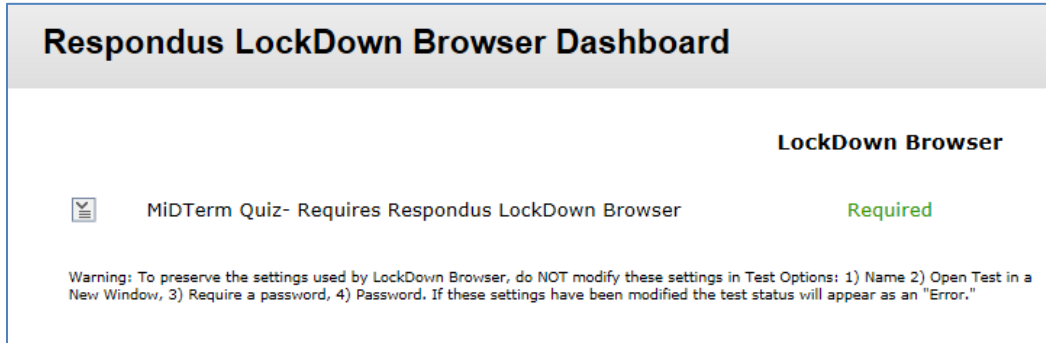 Respondus LockDown Browser Dashboard
LockDown Browser
MiDTerm Quiz- Requires Respondus LockDown Browser Required
Warning: To preserve the settings used by LockDown Browser, do NOT modify these settings in Test Options: 1) Name 2) Open Test in a
New Window, 3) Require a password, 4) Password. If these settings have been modified the test status will appear as an "Error."